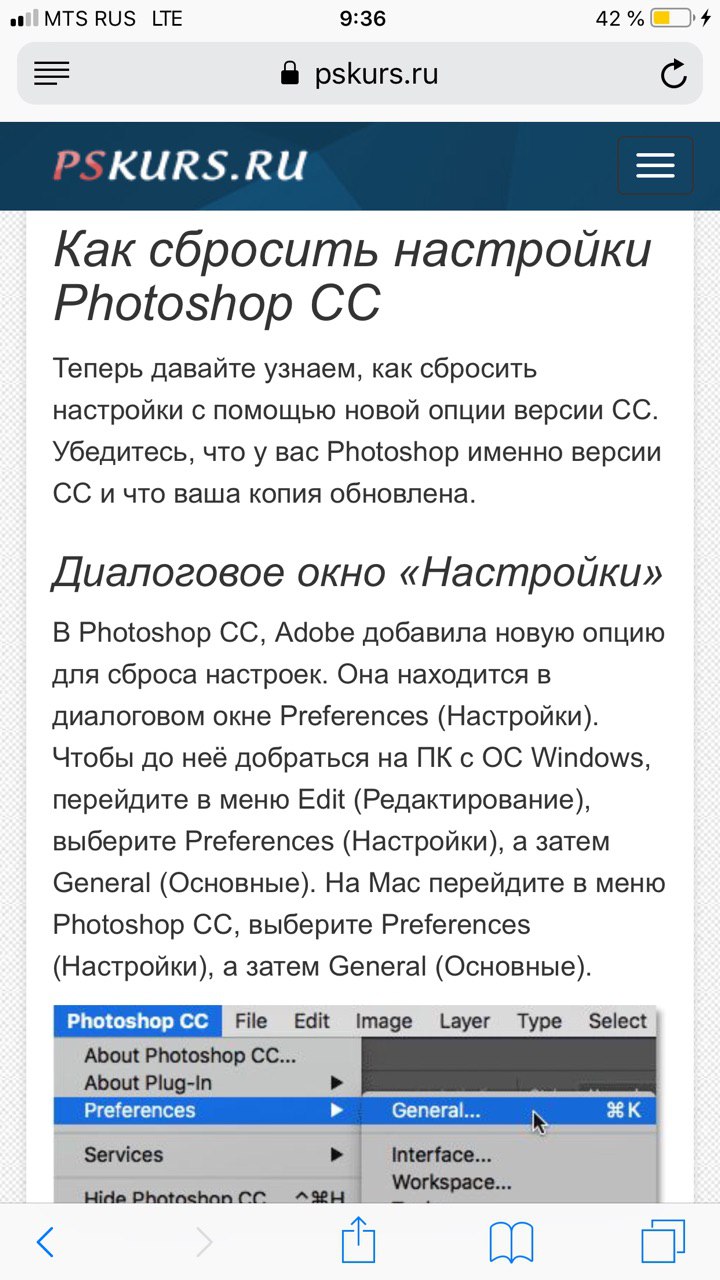 MTS RUS LTE 9:36 42 %
pskurs.ru
PSKURS.RU
Как сбросить настройки
Photoshop CC
Теперь давайте узнаем, как сбросить
настройки с помощью новой опции версии CC.
Убедитесь, что у вас Photoshop именно версии
CC и что ваша копия обновлена.
Диалоговое окно «Настройки»
В Photoshop CC, Adobe добавила новую опцию
для сброса настроек. Она находится в
диалоговом окне Preferences (Настройки).
Чтобы до неё добраться на ПК с ОС Windows,
перейдите в меню Edit (Редактирование),
выберите Preferences (Настройки), а затем
General (Основные). На Mac перейдите в меню
Photoshop CC, выберите Preferences
(Настройки), а затем General (Основные).
Photoshop CC File Edit Image Layer Type Select
About Photoshop CC...
About Plug-In
Preferences General... ⌘K
Services Interface...
Workspace...
Hide Photoshop CC ^⌘H